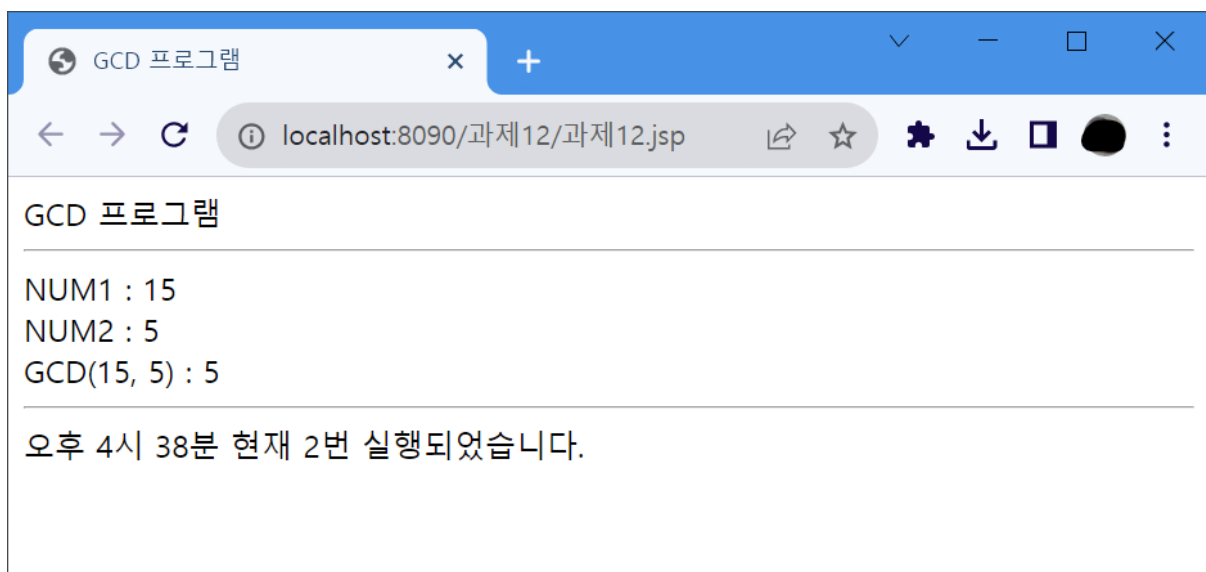 GCD 프로그램
localhost:8090/과제12/과제12.jsp
GCD 프로그램
NUM1 : 15
NUM2 : 5
GCD(15, 5) : 5
오후 4시 38분 현재 2번 실행되었습니다.